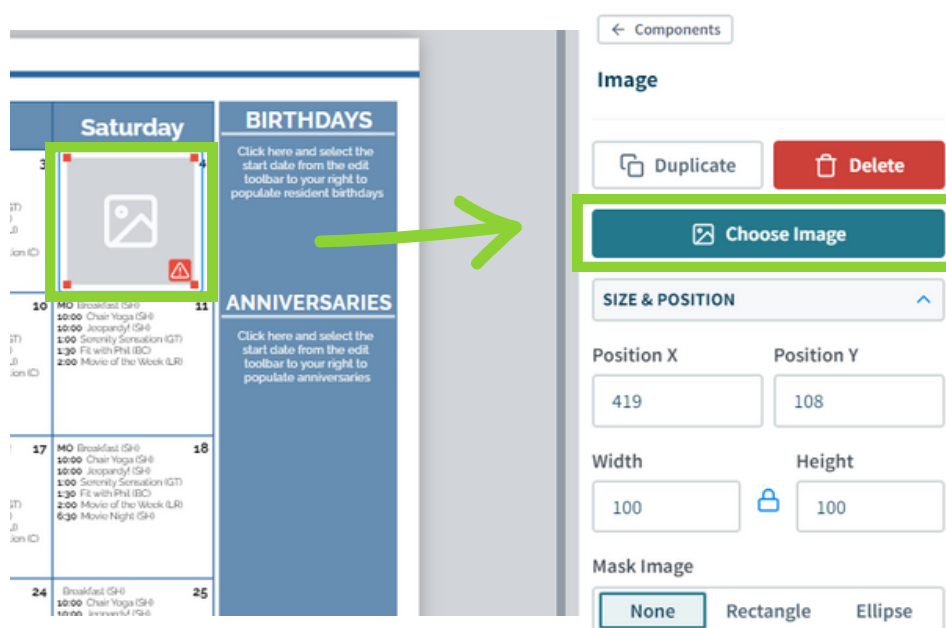 Saturday
BIRTHDAYS
Click here and select the
start date from the edit
toolbar to your right to
populate resident birthdays
3
4
ANNIVERSARIES
Click here and select the
start date from the edit
toolbar to your right to
populate anniversaries
10
MO Breakfast (SH)
11
10:00 Chair Yoga (SH)
10:00 Jeopardy! (SH)
1:00 Serenity Sensation (GT)
1:30 Fit with Phil (BC)
2:00 Movie of the Week (LR)
17
MO Breakfast (SH)
18
10:00 Chair Yoga (SH)
10:00 Jeopardy! (SH)
1:00 Serenity Sensation (GT)
1:30 Fit with Phil (BC)
2:00 Movie of the Week (LR)
6:30 Movie Night (SH)
24
Breakfast (SH)
25
10:00 Chair Yoga (SH)
10:00 Jeopardy! (SH)
← Components
Image
Duplicate
Delete
Choose Image
SIZE & POSITION
Position X
Position Y
419
108
Width
Height
100
100
Mask Image
None
Rectangle
Ellipse